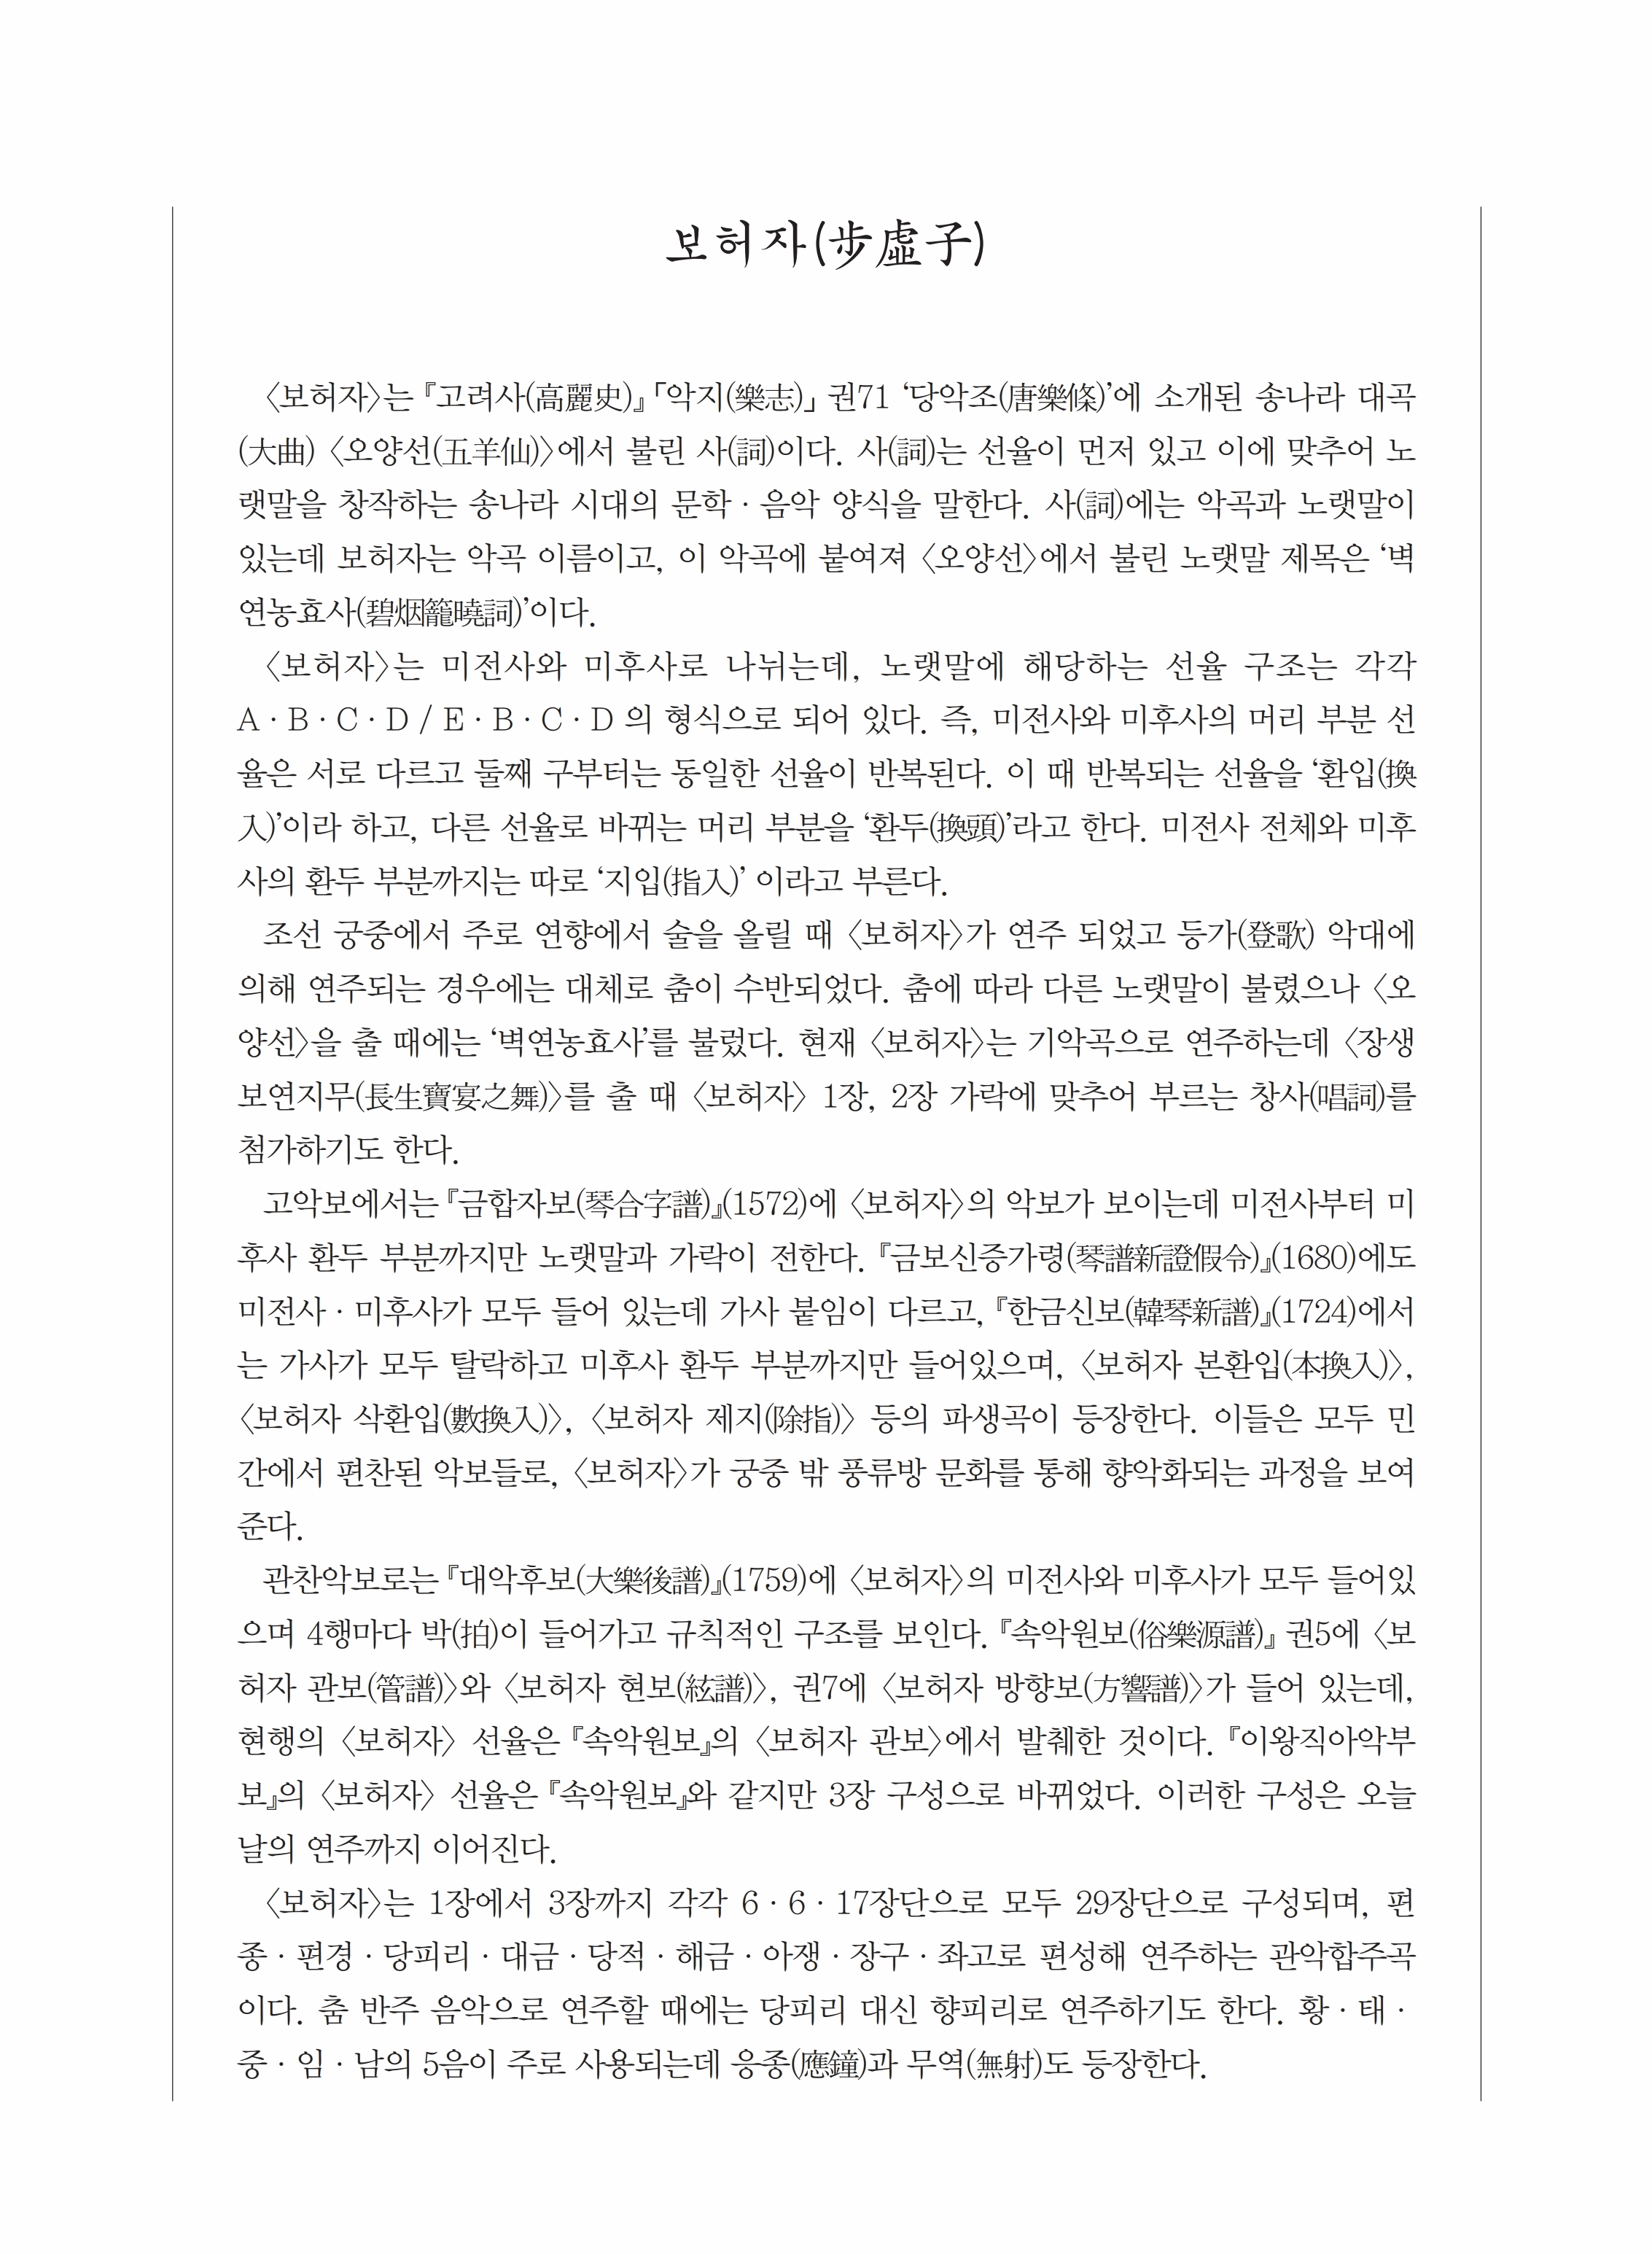 보허자(步虛子)
〈보허자〉는 『고려사(高麗史)』 「악지(樂志)」 권71 ‘당악조(唐樂條)’에 소개된 송나라 대곡
(大曲) 〈오양선(五羊仙)〉에서 불린 사(詞)이다. 사(詞)는 선율이 먼저 있고 이에 맞추어 노
랫말을 창작하는 송나라 시대의 문학 · 음악 양식을 말한다. 사(詞)에는 악곡과 노랫말이
있는데 보허자는 악곡 이름이고, 이 악곡에 붙여져 〈오양선〉에서 불린 노랫말 제목은 ‘벽
연농효사(碧烟籠曉詞)’이다.
〈보허자〉는 미전사와 미후사로 나뉘는데, 노랫말에 해당하는 선율 구조는 각각
A · B · C · D / E · B · C · D 의 형식으로 되어 있다. 즉, 미전사와 미후사의 머리 부분 선
율은 서로 다르고 둘째 구부터는 동일한 선율이 반복된다. 이 때 반복되는 선율을 ‘환입(換
入)’이라 하고, 다른 선율로 바뀌는 머리 부분을 ‘환두(換頭)’라고 한다. 미전사 전체와 미후
사의 환두 부분까지는 따로 ‘지입(指入)’ 이라고 부른다.
조선 궁중에서 주로 연향에서 술을 올릴 때 〈보허자〉가 연주 되었고 등가(登歌) 악대에
의해 연주되는 경우에는 대체로 춤이 수반되었다. 춤에 따라 다른 노랫말이 불렸으나 〈오
양선〉을 출 때에는 ‘벽연농효사’를 불렀다. 현재 〈보허자〉는 기악곡으로 연주하는데 〈장생
보연지무(長生寶宴之舞)〉를 출 때 〈보허자〉 1장, 2장 가락에 맞추어 부르는 창사(唱詞)를
첨가하기도 한다.
고악보에서는 『금합자보(琴合字譜)』(1572)에 〈보허자〉의 악보가 보이는데 미전사부터 미
후사 환두 부분까지만 노랫말과 가락이 전한다. 『금보신증가령(琴譜新證假令)』(1680)에도
미전사 · 미후사가 모두 들어 있는데 가사 붙임이 다르고, 『한금신보(韓琴新譜)』(1724)에서
는 가사가 모두 탈락하고 미후사 환두 부분까지만 들어있으며, 〈보허자 본환입(本換入)〉,
〈보허자 삭환입(數換入)〉, 〈보허자 제지(除指)〉 등의 파생곡이 등장한다. 이들은 모두 민
간에서 편찬된 악보들로, 〈보허자〉가 궁중 밖 풍류방 문화를 통해 향악화되는 과정을 보여
준다.
관찬악보로는 『대악후보(大樂後譜)』(1759)에 〈보허자〉의 미전사와 미후사가 모두 들어있
으며 4행마다 박(拍)이 들어가고 규칙적인 구조를 보인다. 『속악원보(俗樂源譜)』 권5에 〈보
허자 관보(管譜)〉와 〈보허자 현보(絃譜)〉, 권7에 〈보허자 방향보(方響譜)〉가 들어 있는데,
현행의 〈보허자〉 선율은 『속악원보』의 〈보허자 관보〉에서 발췌한 것이다. 『이왕직아악부
보』의 〈보허자〉 선율은 『속악원보』와 같지만 3장 구성으로 바뀌었다. 이러한 구성은 오늘
날의 연주까지 이어진다.
〈보허자〉는 1장에서 3장까지 각각 6 · 6 · 17장단으로 모두 29장단으로 구성되며, 편
종 · 편경 · 당피리 · 대금 · 당적 · 해금 · 아쟁 · 장구 · 좌고로 편성해 연주하는 관악합주곡
이다. 춤 반주 음악으로 연주할 때에는 당피리 대신 향피리로 연주하기도 한다. 황 · 태 ·
중 · 임 · 남의 5음이 주로 사용되는데 응종(應鐘)과 무역(無射)도 등장한다.